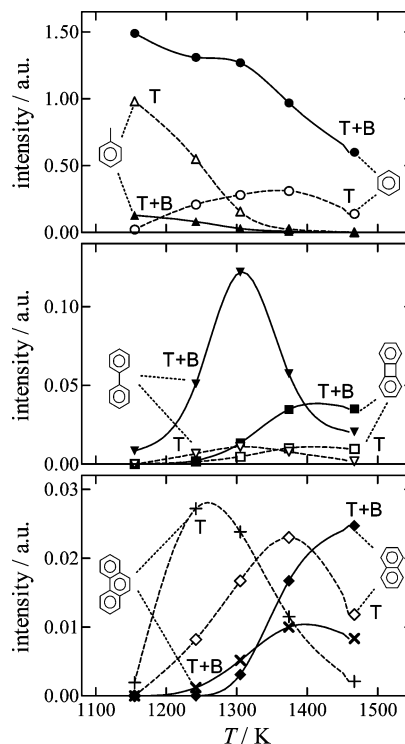 1.50
1.00
0.50
0.00
intensity / a.u.
T
T+B
T+B
T
0.10
0.05
0.00
intensity / a.u.
T+B
T+B
T
T
0.03
0.02
0.01
0.00
intensity / a.u.
T
T+B
T
T+B
1100 1200 1300 1400 1500
T / K